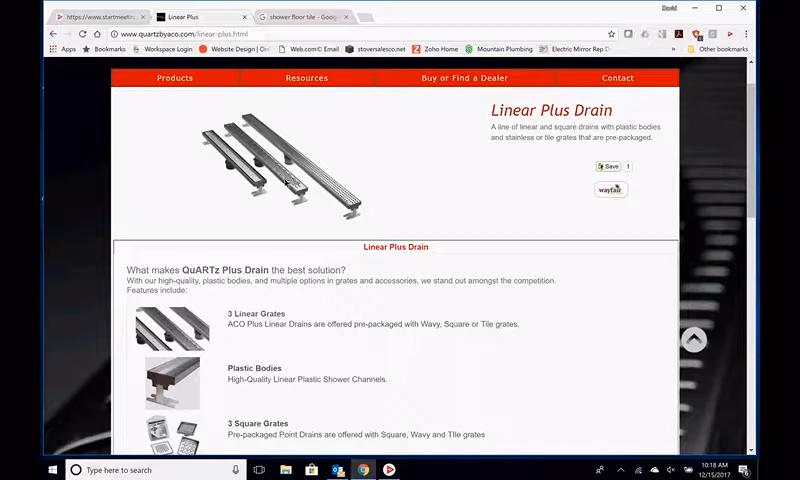 David
https://www.startmeetin
Linear Plus
shower floor tile - Goog
www.quartzbyaco.com/linear-plus.html
Apps
Bookmarks
Website Design | On
Web.com© Email
stoversalesco.net
Zoho Home
Mountain Plumbing
Electric Mirror Rep D
»
Other bookmarks
Products
Resources
Buy or Find a Dealer
Contact
Linear Plus Drain
A line of linear and square drains with plastic bodies
and stainless or tile grates that are pre-packaged.
Save
1
wayfair
Linear Plus Drain
What makes QuARTz Plus Drain the best solution?
With our high-quality, plastic bodies, and multiple options in grates and accessories, we stand out amongst the competition.
Features include:
3 Linear Grates
ACO Plus Linear Drains are offered pre-packaged with Wavy, Square or Tile grates.
Plastic Bodies
High-Quality Linear Plastic Shower Channels.
3 Square Grates
Pre-packaged Point Drains are offered with Square, Wavy and TIle grates
Type here to search
10:18 AM
12/15/2017